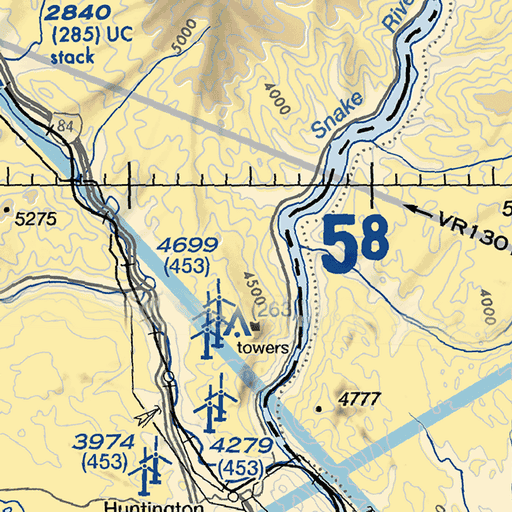 2840
(285) UC
stack
5000
River
4000
Snake
84
5275
58
VR1301
4699
(453)
4500
(263)
towers
4000
4777
3974
(453)
4279
(453)
Huntington